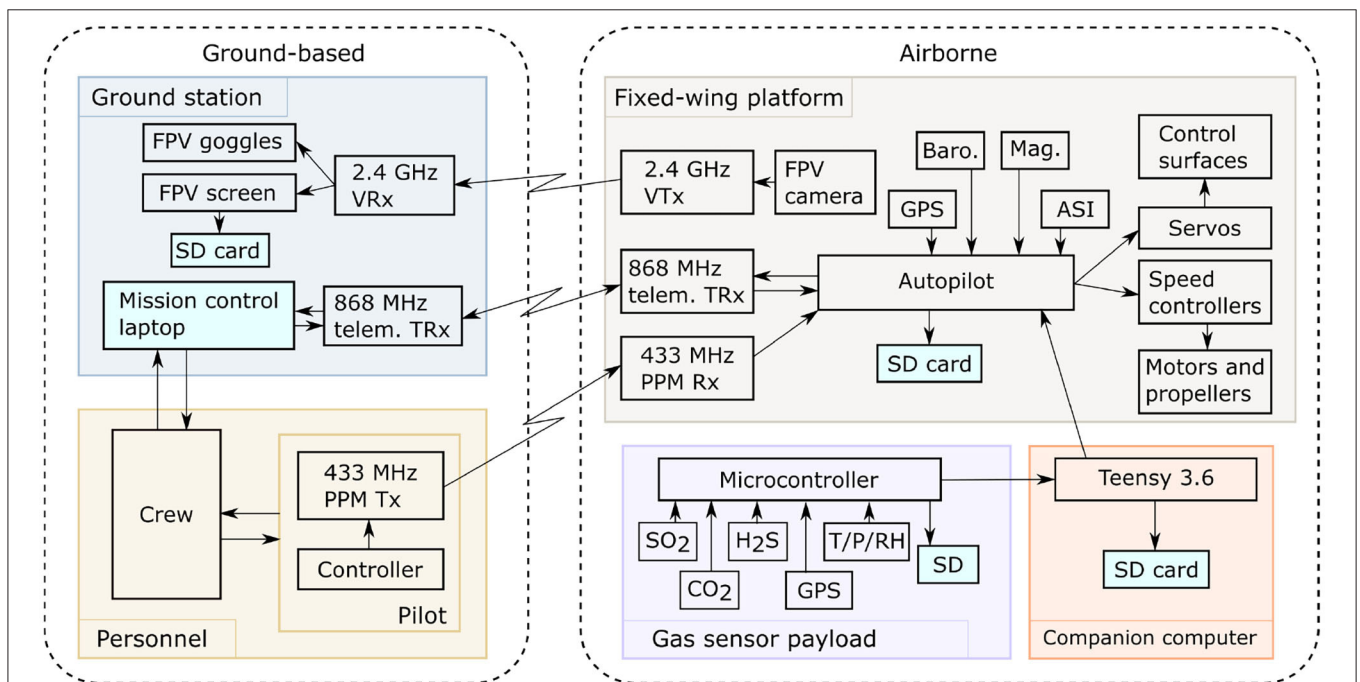 Ground-based
Ground station
FPV goggles
FPV screen
SD card
2.4 GHz
VRx
Mission control
laptop
868 MHz
telem. TRx
Crew
433 MHz
PPM Tx
Controller
Pilot
Personnel
Airborne
Fixed-wing platform
2.4 GHz
VTx
FPV
camera
Baro.
Mag.
GPS
ASI
Control
surfaces
Servos
868 MHz
telem. TRx
Autopilot
Speed
controllers
433 MHz
PPM Rx
SD card
Motors and
propellers
Microcontroller
SO2
H2S
T/P/RH
CO2
GPS
SD
Gas sensor payload
Teensy 3.6
SD card
Companion computer